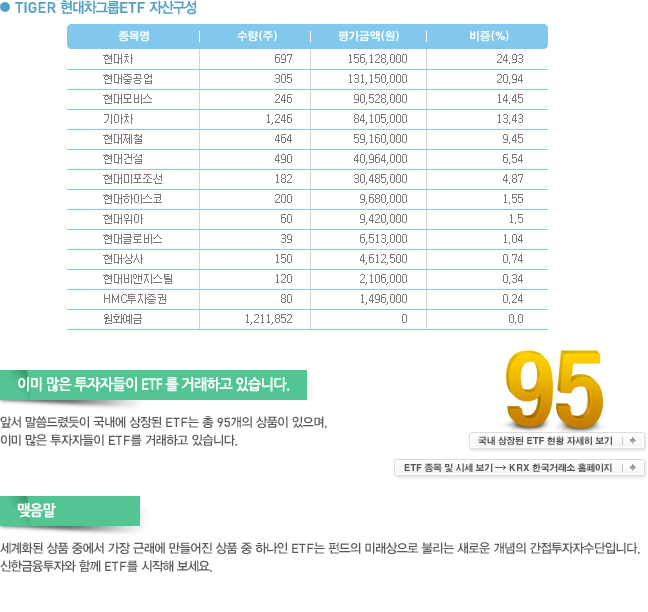 ● TIGER 현대차그룹ETF 자산구성
종목명 수량(주) 평가금액(원) 비중(%)
현대차 697 156,128,000 24.93
현대중공업 305 131,150,000 20.94
현대모비스 246 90,528,000 14.45
기아차 1,246 84,105,000 13.43
현대제철 464 59,160,000 9.45
현대건설 490 40,964,000 6.54
현대미포조선 182 30,485,000 4.87
현대하이스코 200 9,680,000 1.55
현대위아 60 9,420,000 1.5
현대글로비스 39 6,513,000 1.04
현대상사 150 4,612,500 0.74
현대비앤지스틸 120 2,106,000 0.34
HMC투자증권 80 1,496,000 0.24
원화예금 1,211,852 0 0.0
이미 많은 투자자들이 ETF 를 거래하고 있습니다.
앞서 말씀드렸듯이 국내에 상장된 ETF는 총 95개의 상품이 있으며,
이미 많은 투자자들이 ETF를 거래하고 있습니다.
95
국내 상장된 ETF 현황 자세히 보기
ETF 종목 및 시세 보기→KRX 한국거래소 홈페이지
맺음말
세계화된 상품 중에서 가장 근래에 만들어진 상품 중 하나인 ETF는 펀드의 미래상으로 불리는 새로운 개념의 간접투자자수단입니다.
신한금융투자와 함께 ETF를 시작해 보세요.